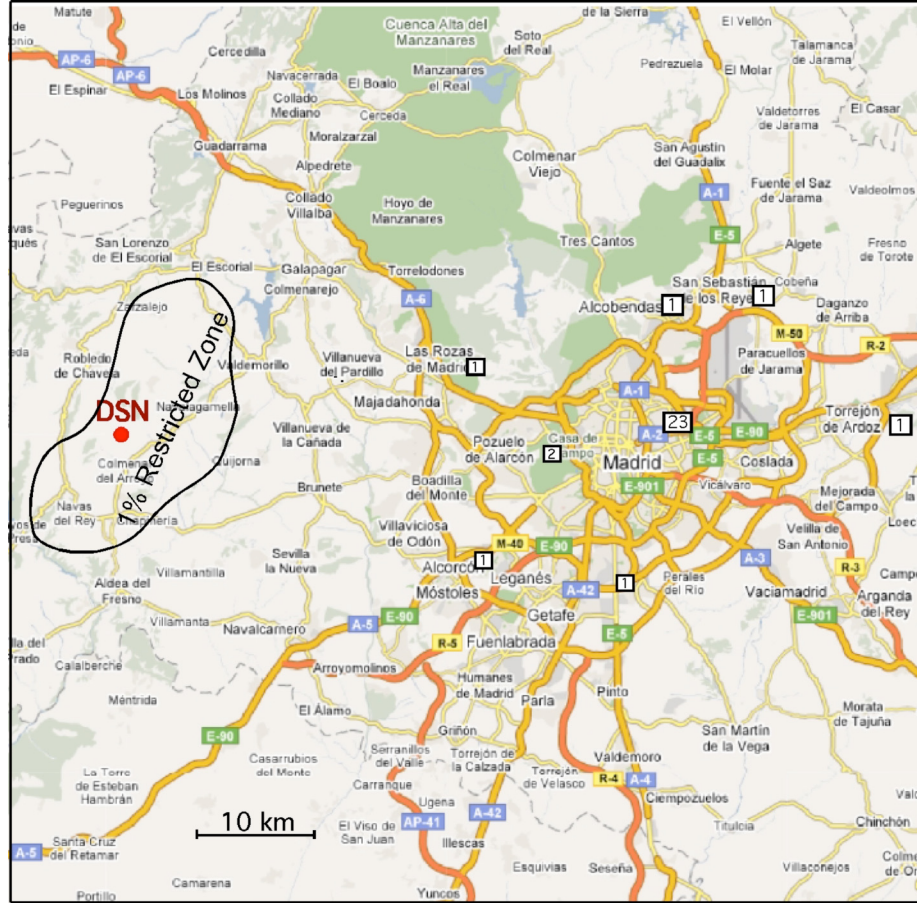 Matute
AP-6
AP-6
El Espinar
Los Molinos
Cercedilla
Navacerrada
Collado
Mediano
Moralzarzal
Guadarrama
Alpedrete
Collado
Villalba
El Boalo
Cerceda
Manzanares
el Real
Cuenca Alta del
Manzanares
Soto
del Real
de la Sierra
Pedrezuela
El Vellón
El Molar
Talamanca
de Jarama
El Casar
Valdetorres
de Jarama
San Agustín
del Guadalix
Colmenar
Viejo
A-1
Fuente el Saz
de Jarama
Valdeolmos
E-5
Algete
Fresno
de Torote
Peguerinos
San Lorenzo
de El Escorial
El Escorial
Hoyo de
Manzanares
Galapagar
Colmenarejo
Torrelodones
A-6
Tres Cantos
Alcobendas
1
San Sebastián
de los Reyes
1
Cobeña
Daganzo
de Arriba
M-50
R-2
Zarzalejo
Robledo
de Chavela
Valdemorillo
Villanueva
del Pardillo
Las Rozas
de Madrid
1
Majadahonda
Paracuellos
de Jarama
DSN
Navalagamella
1% Restricted Zone
Villanueva de
la Cañada
Quijorna
Colmenar
del Arroyo
Pozuelo
de Alarcón
Casa de
Campo
2
A-1
23
A-2
E-5
E-90
Torrejón
de Ardoz
1
Madrid
E-5
Coslada
E-901
Vicálvaro
Mejorada
del Campo
Boadilla
del Monte
Brunete
Navas
del Rey
Chapinería
Villaviciosa
de Odón
Velilla de
San Antonio
M-40
E-90
A-3
R-3
Sevilla
la Nueva
Villamantilla
Aldea del
Fresno
Alcorcón
1
Leganés
Móstoles
A-42
1
Perales
del Río
Vaciamadrid
E-901
Arganda
del Rey
Villamanta
Navalcarnero
A-5
E-90
Getafe
E-5
R-5
Fuenlabrada
Calalberche
Arroyomolinos
Méntrida
Humanes
de Madrid
Parla
Pinto
El Álamo
Griñón
Morata
de Tajuña
San Martín
de la Vega
E-90
Casarrubios
del Monte
Serranillos
del Valle
Torrejón de
la Calzada
Valdemoro
La Torre
de Esteban
Hambrán
Carranque
Torrejón
de Velasco
R-4
A-4
Ciempozuelos
10 km
Ugena
AP-41
A-42
El Viso de
San Juan
Illescas
Titulcia
Chinchón
Santa Cruz
del Retamar
A-5
Camarena
Portillo
Esquivias
Seseña
Villaconejos
Yuncos